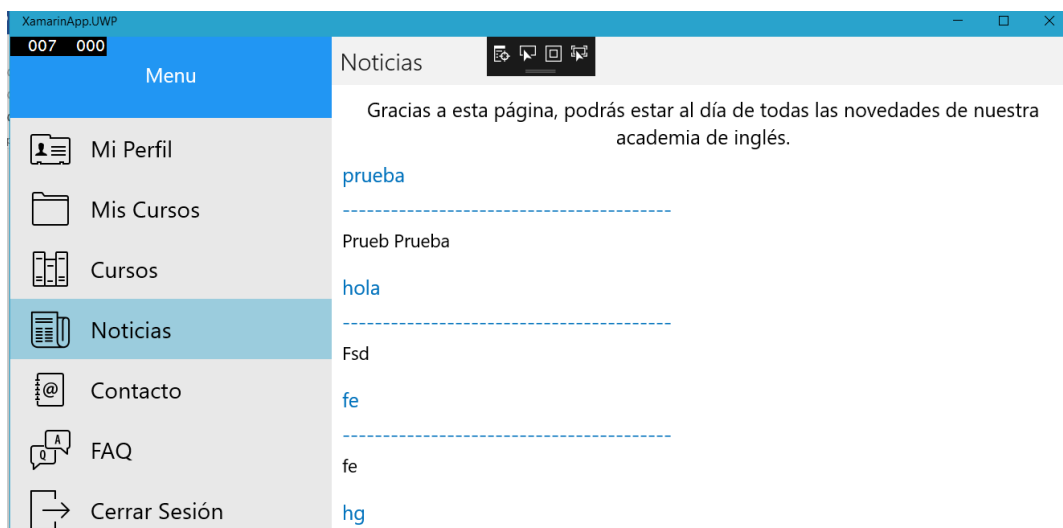 XamarinApp.UWP
007 000
Menu
Mi Perfil
Mis Cursos
Cursos
Noticias
Contacto
FAQ
Cerrar Sesión
Noticias
Gracias a esta página, podrás estar al día de todas las novedades de nuestra
academia de inglés.
prueba
-----------------------------------------
Prueb Prueba
hola
-----------------------------------------
Fsd
fe
-----------------------------------------
fe
hg